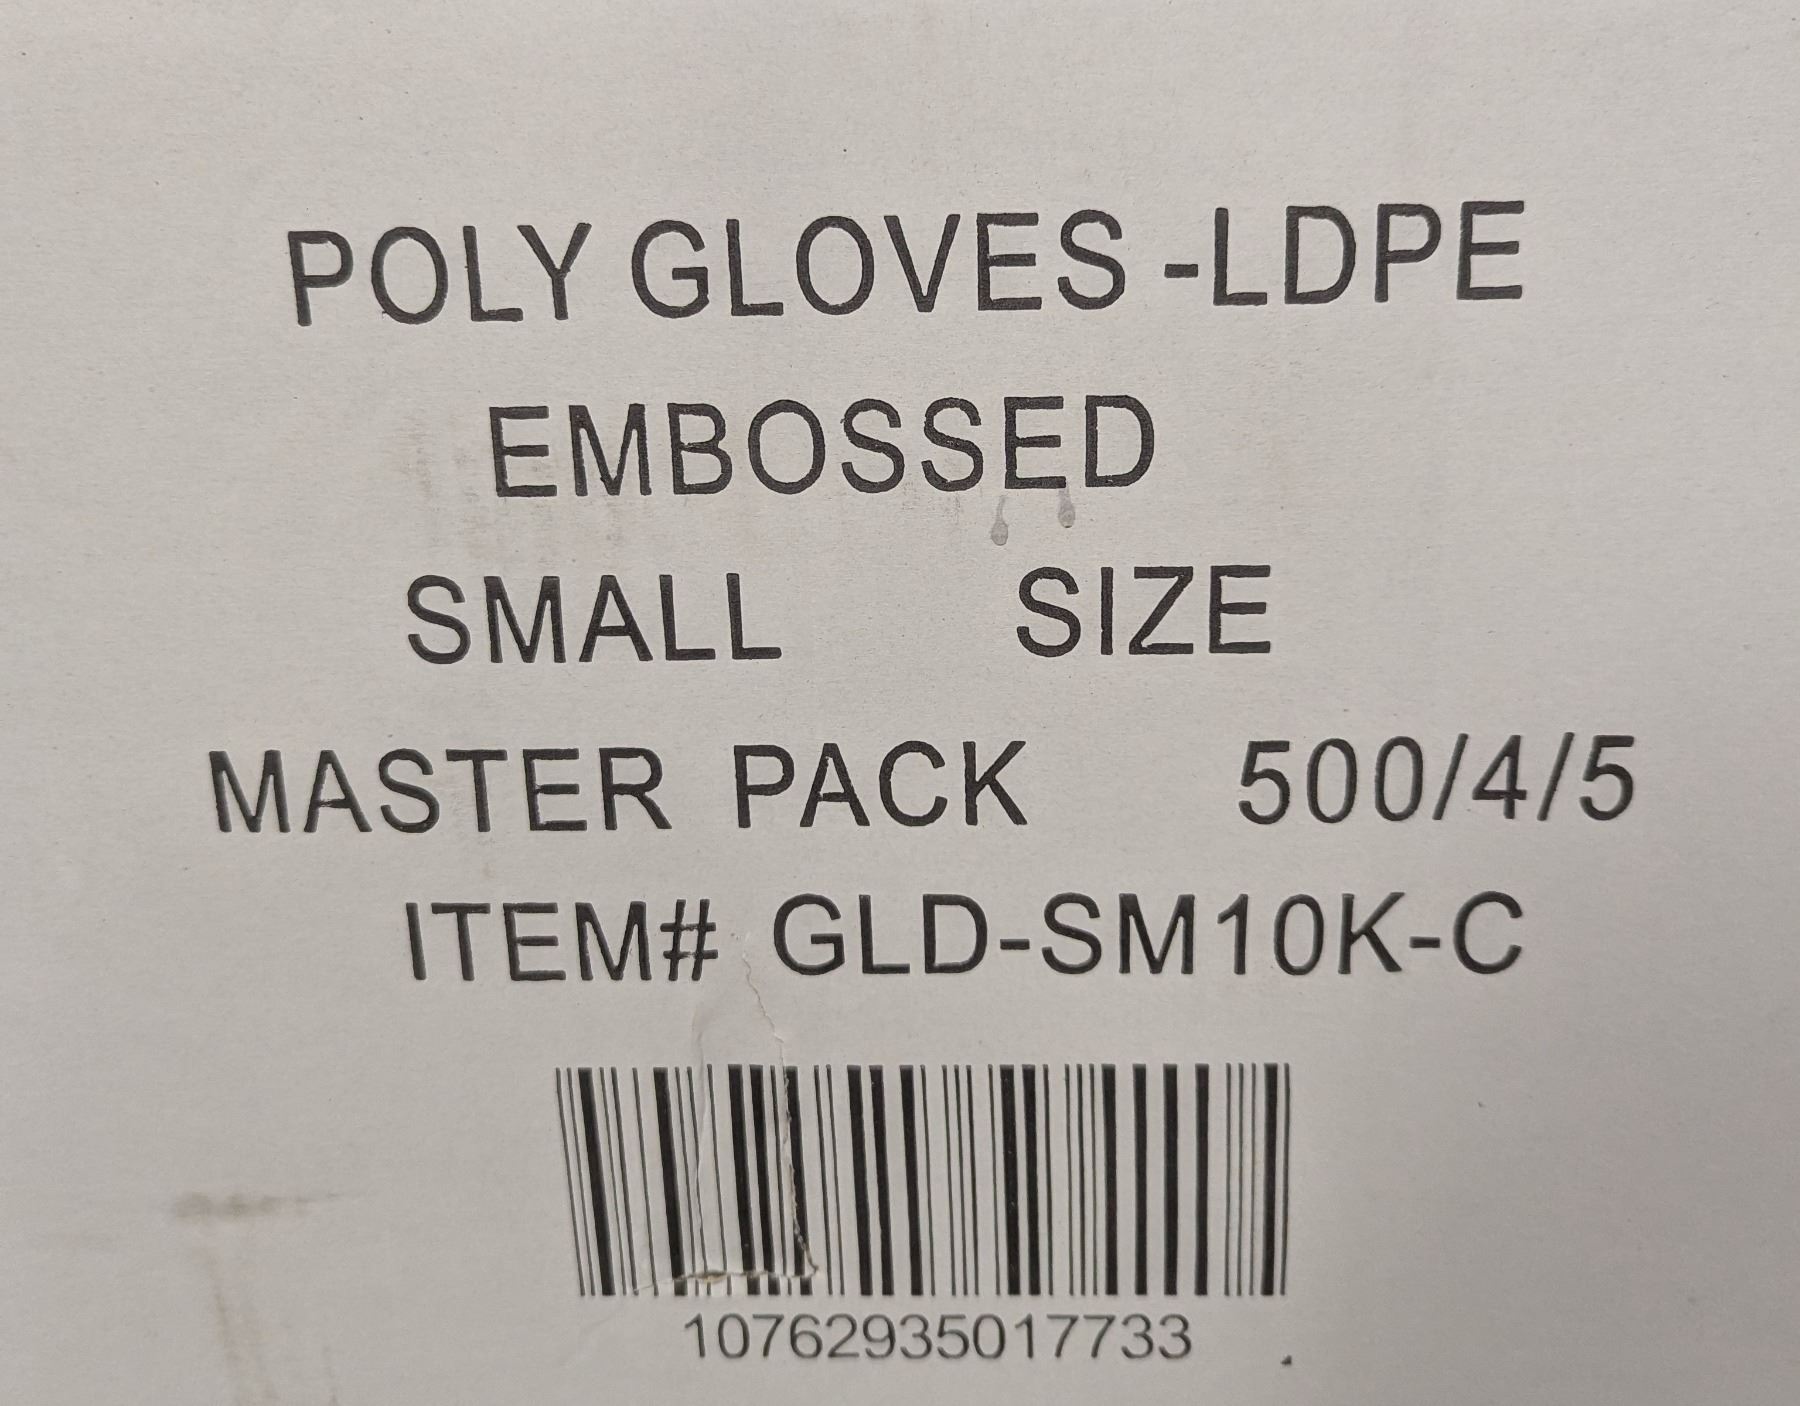 POLY GLOVES -LDPE
EMBOSSED
SMALL SIZE
MASTER PACK 500/4/5
ITEM# GLD-SM10K-C
10762935017733